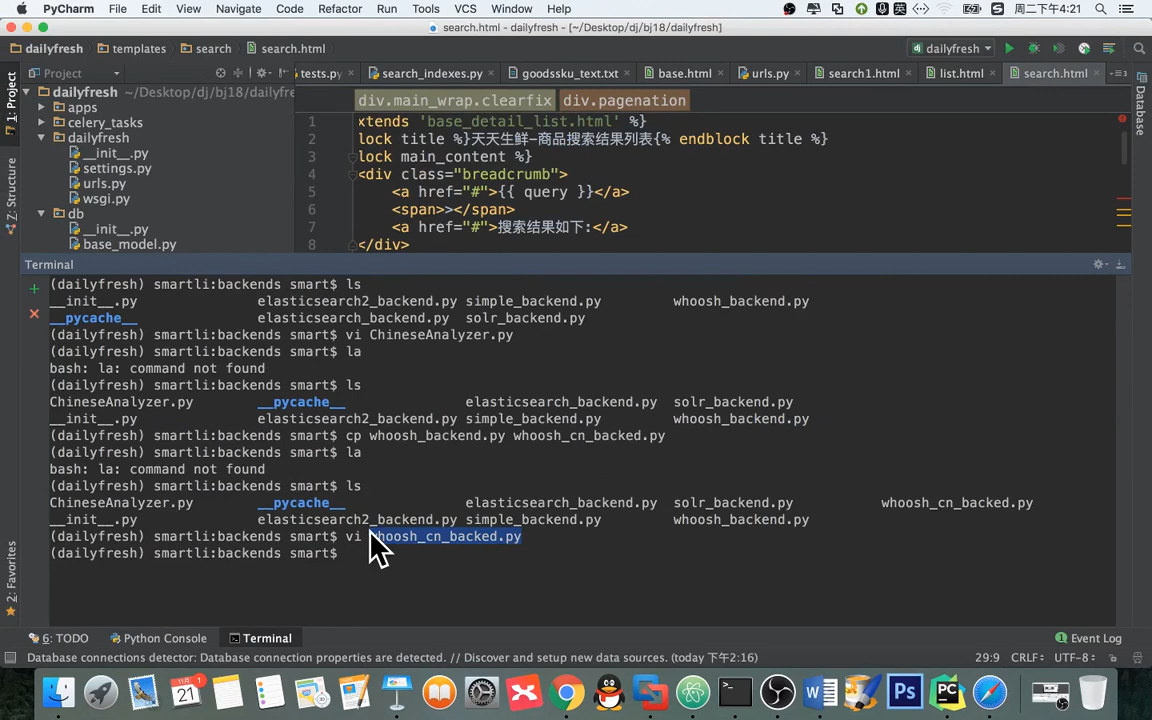 PyCharm File Edit View Navigate Code Refactor Run Tools VCS Window Help 英 周二下午4:21
search.html - dailyfresh - [~/Desktop/dj/bj18/dailyfresh]
dailyfresh templates search search.html dailyfresh
Project tests.py search_indexes.py goodssku_text.txt base.html urls.py search1.html list.html search.html
1: Project
Z: Structure
2: Favorites
Database
dailyfresh ~/Desktop/dj/bj18/dailyfre
apps
celery_tasks
dailyfresh
__init__.py
settings.py
urls.py
wsgi.py
db
__init__.py
base_model.py
div.main_wrap.clearfix div.pagenation
1 xtends 'base_detail_list.html' %}
2 lock title %}天天生鲜-商品搜索结果列表{% endblock title %}
3 lock main_content %}
4 <div class="breadcrumb">
5 <a href="#">{{ query }}</a>
6 <span>></span>
7 <a href="#">搜索结果如下:</a>
8 </div>
Terminal
(dailyfresh) smartli:backends smart$ ls
__init__.py elasticsearch2_backend.py simple_backend.py whoosh_backend.py
__pycache__ elasticsearch_backend.py solr_backend.py
(dailyfresh) smartli:backends smart$ vi ChineseAnalyzer.py
(dailyfresh) smartli:backends smart$ la
bash: la: command not found
(dailyfresh) smartli:backends smart$ ls
ChineseAnalyzer.py __pycache__ elasticsearch_backend.py solr_backend.py
__init__.py elasticsearch2_backend.py simple_backend.py whoosh_backend.py
(dailyfresh) smartli:backends smart$ cp whoosh_backend.py whoosh_cn_backed.py
(dailyfresh) smartli:backends smart$ la
bash: la: command not found
(dailyfresh) smartli:backends smart$ ls
ChineseAnalyzer.py __pycache__ elasticsearch_backend.py solr_backend.py whoosh_cn_backed.py
__init__.py elasticsearch2_backend.py simple_backend.py whoosh_backend.py
(dailyfresh) smartli:backends smart$ vi whoosh_cn_backed.py
(dailyfresh) smartli:backends smart$
6: TODO Python Console Terminal 1 Event Log
Database connections detector: Database connection properties are detected. // Discover and setup new data sources. (today 下午2:16) 29:9 CRLF÷ UTF-8÷
21 Ps PC